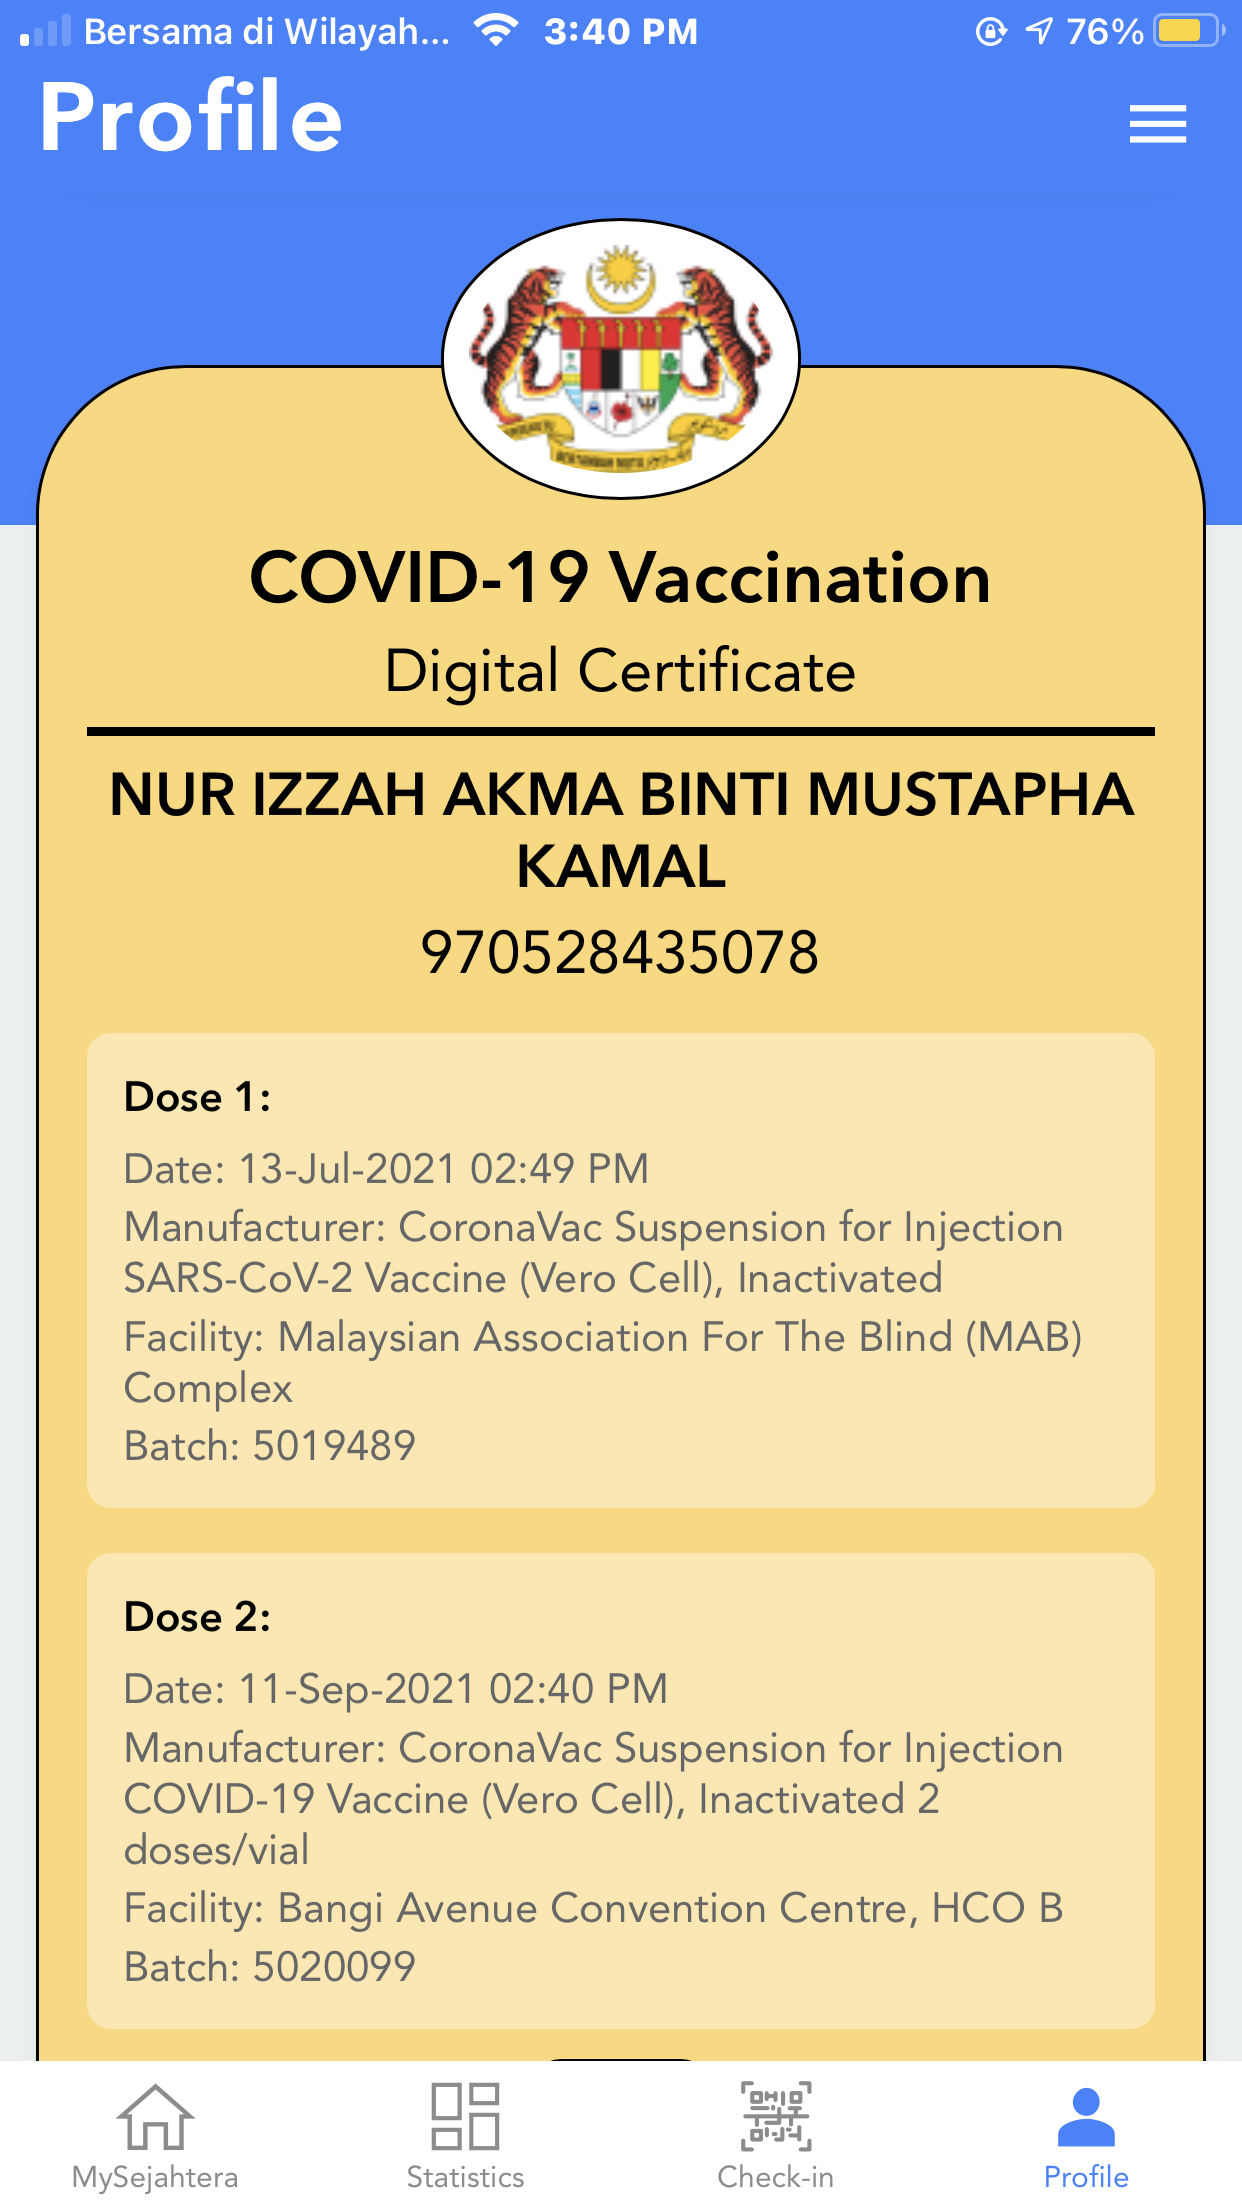 Bersama di Wilayah... 3:40 PM 76%
Profile
COVID-19 Vaccination
Digital Certificate
NUR IZZAH AKMA BINTI MUSTAPHA
KAMAL
970528435078
Dose 1:
Date: 13-Jul-2021 02:49 PM
Manufacturer: CoronaVac Suspension for Injection
SARS-CoV-2 Vaccine (Vero Cell), Inactivated
Facility: Malaysian Association For The Blind (MAB)
Complex
Batch: 5019489
Dose 2:
Date: 11-Sep-2021 02:40 PM
Manufacturer: CoronaVac Suspension for Injection
COVID-19 Vaccine (Vero Cell), Inactivated 2
doses/vial
Facility: Bangi Avenue Convention Centre, HCO B
Batch: 5020099
MySejahtera Statistics Check-in Profile